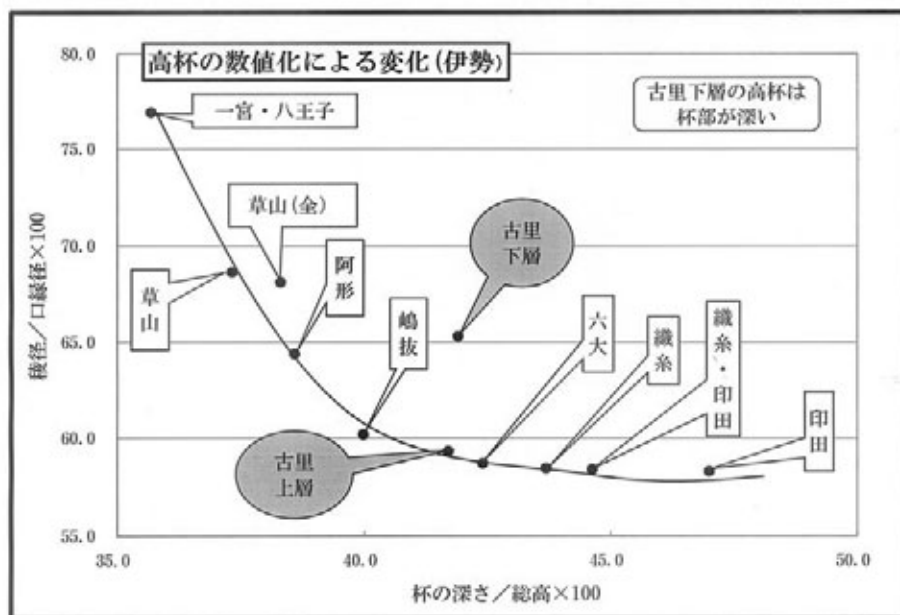 高杯の数値化による変化(伊勢)
古里下層の高杯は
杯部が深い
80.0
75.0
70.0
65.0
60.0
55.0
稜径/口縁径×100
一宮・八王子
草山(金)
草山
阿形
嶋抜
古里
下層
古里
上層
六大
織糸
織糸・印田
印田
35.0
40.0
45.0
50.0
杯の深さ/総高×100